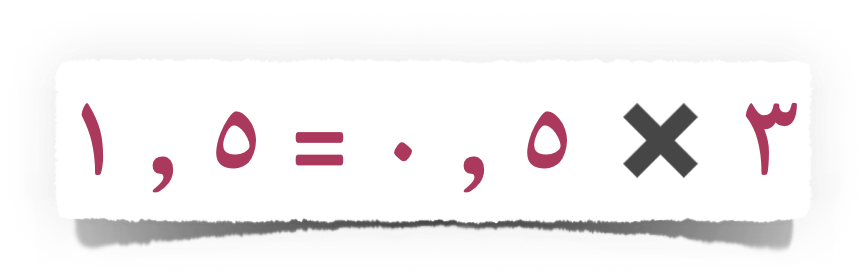 ١,٥ = ٠,٥ × ٣